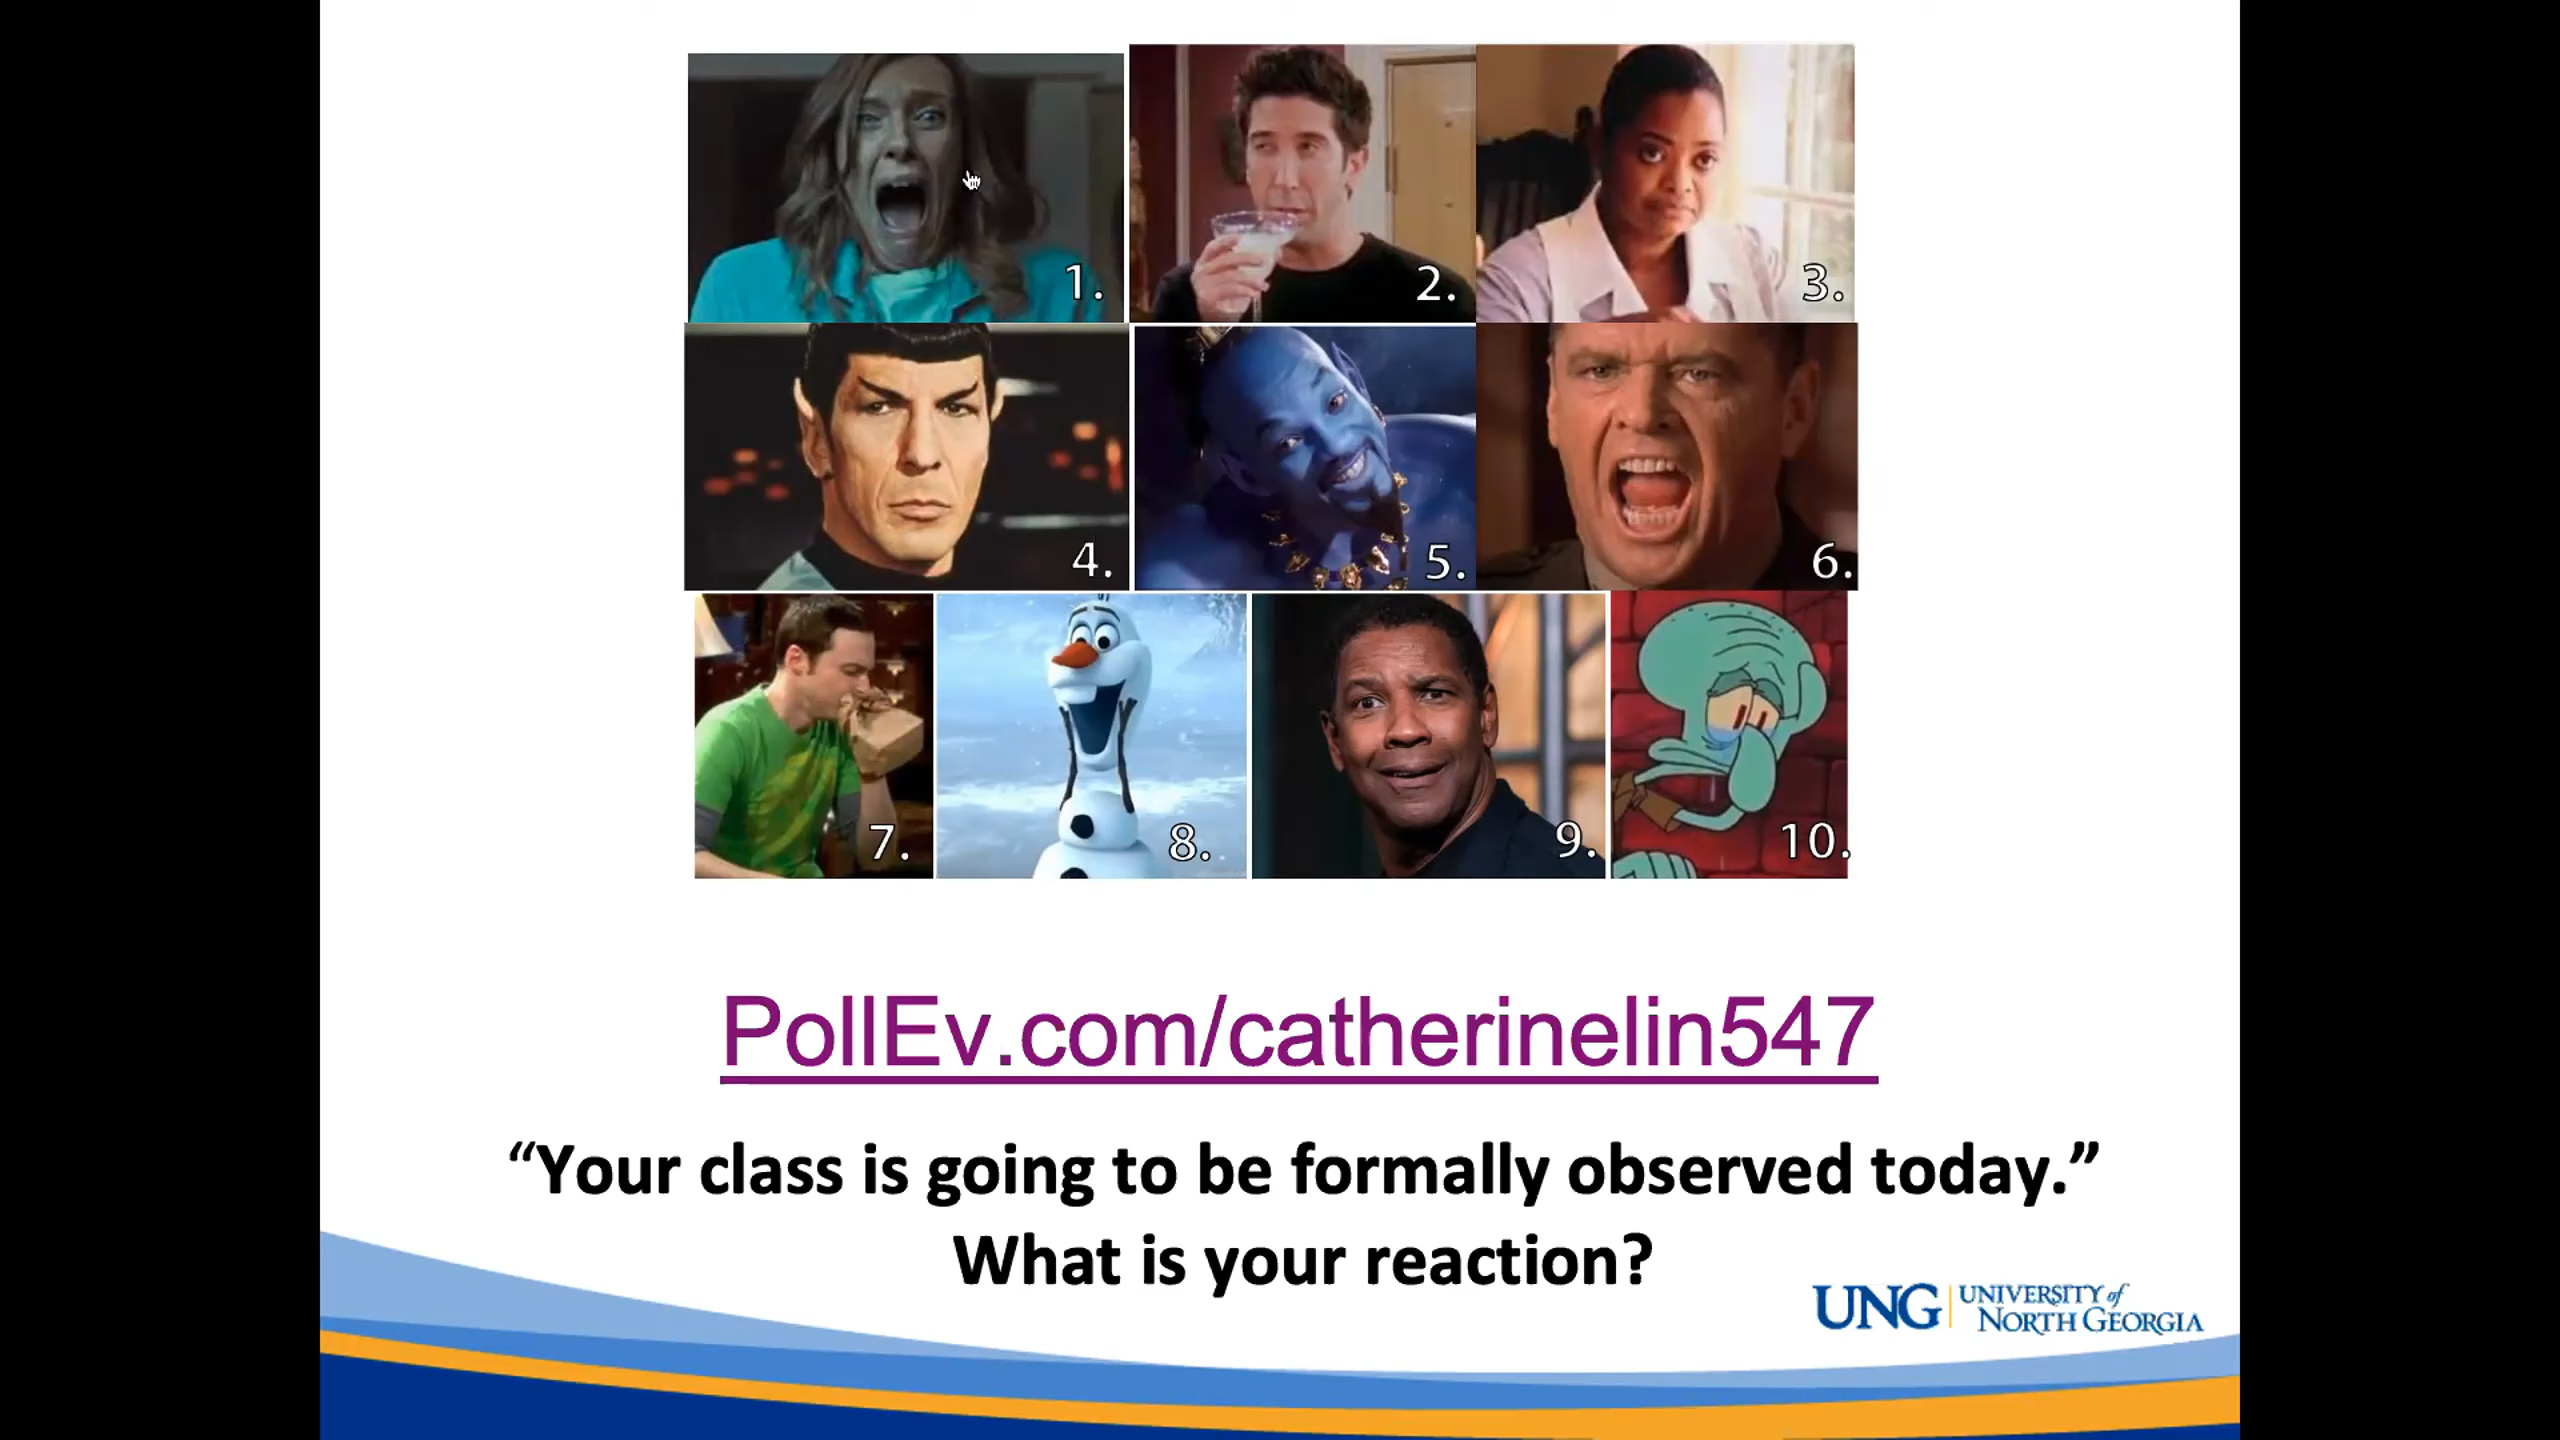 1.
2.
3.
4.
5.
6.
7.
8.
9.
10.
PollEv.com/catherinelin547
“Your class is going to be formally observed today.”
What is your reaction?
UNG
UNIVERSITY of
NORTH GEORGIA